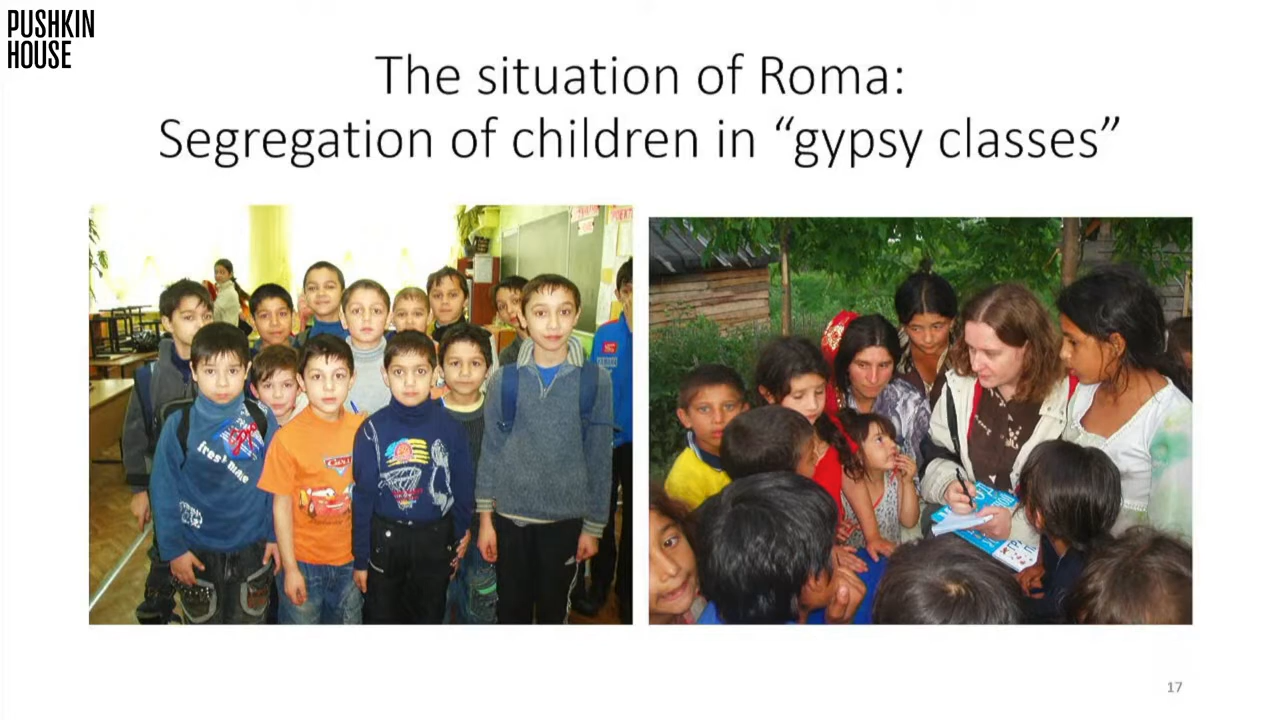 PUSHKIN
HOUSE
The situation of Roma:
Segregation of children in “gypsy classes”
17